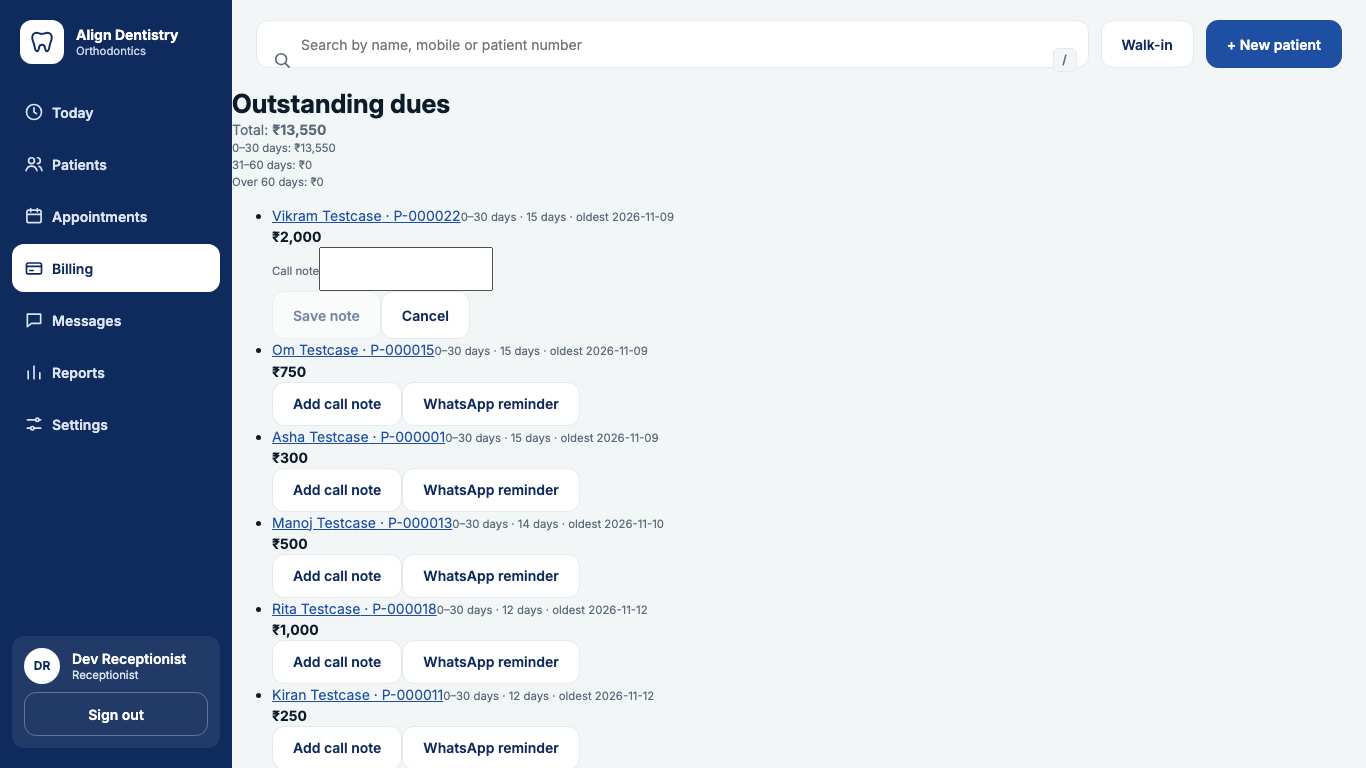 Align Dentistry
Orthodontics
Today
Patients
Appointments
Billing
Messages
Reports
Settings
DR
Dev Receptionist
Receptionist
Sign out
Search by name, mobile or patient number
/
Walk-in
+ New patient
Outstanding dues
Total: ₹13,550
0–30 days: ₹13,550
31–60 days: ₹0
Over 60 days: ₹0
Vikram Testcase · P-000022 0–30 days · 15 days · oldest 2026-11-09
₹2,000
Call note
Save note Cancel
Om Testcase · P-000015 0–30 days · 15 days · oldest 2026-11-09
₹750
Add call note WhatsApp reminder
Asha Testcase · P-000001 0–30 days · 15 days · oldest 2026-11-09
₹300
Add call note WhatsApp reminder
Manoj Testcase · P-000013 0–30 days · 14 days · oldest 2026-11-10
₹500
Add call note WhatsApp reminder
Rita Testcase · P-000018 0–30 days · 12 days · oldest 2026-11-12
₹1,000
Add call note WhatsApp reminder
Kiran Testcase · P-000011 0–30 days · 12 days · oldest 2026-11-12
₹250
Add call note WhatsApp reminder